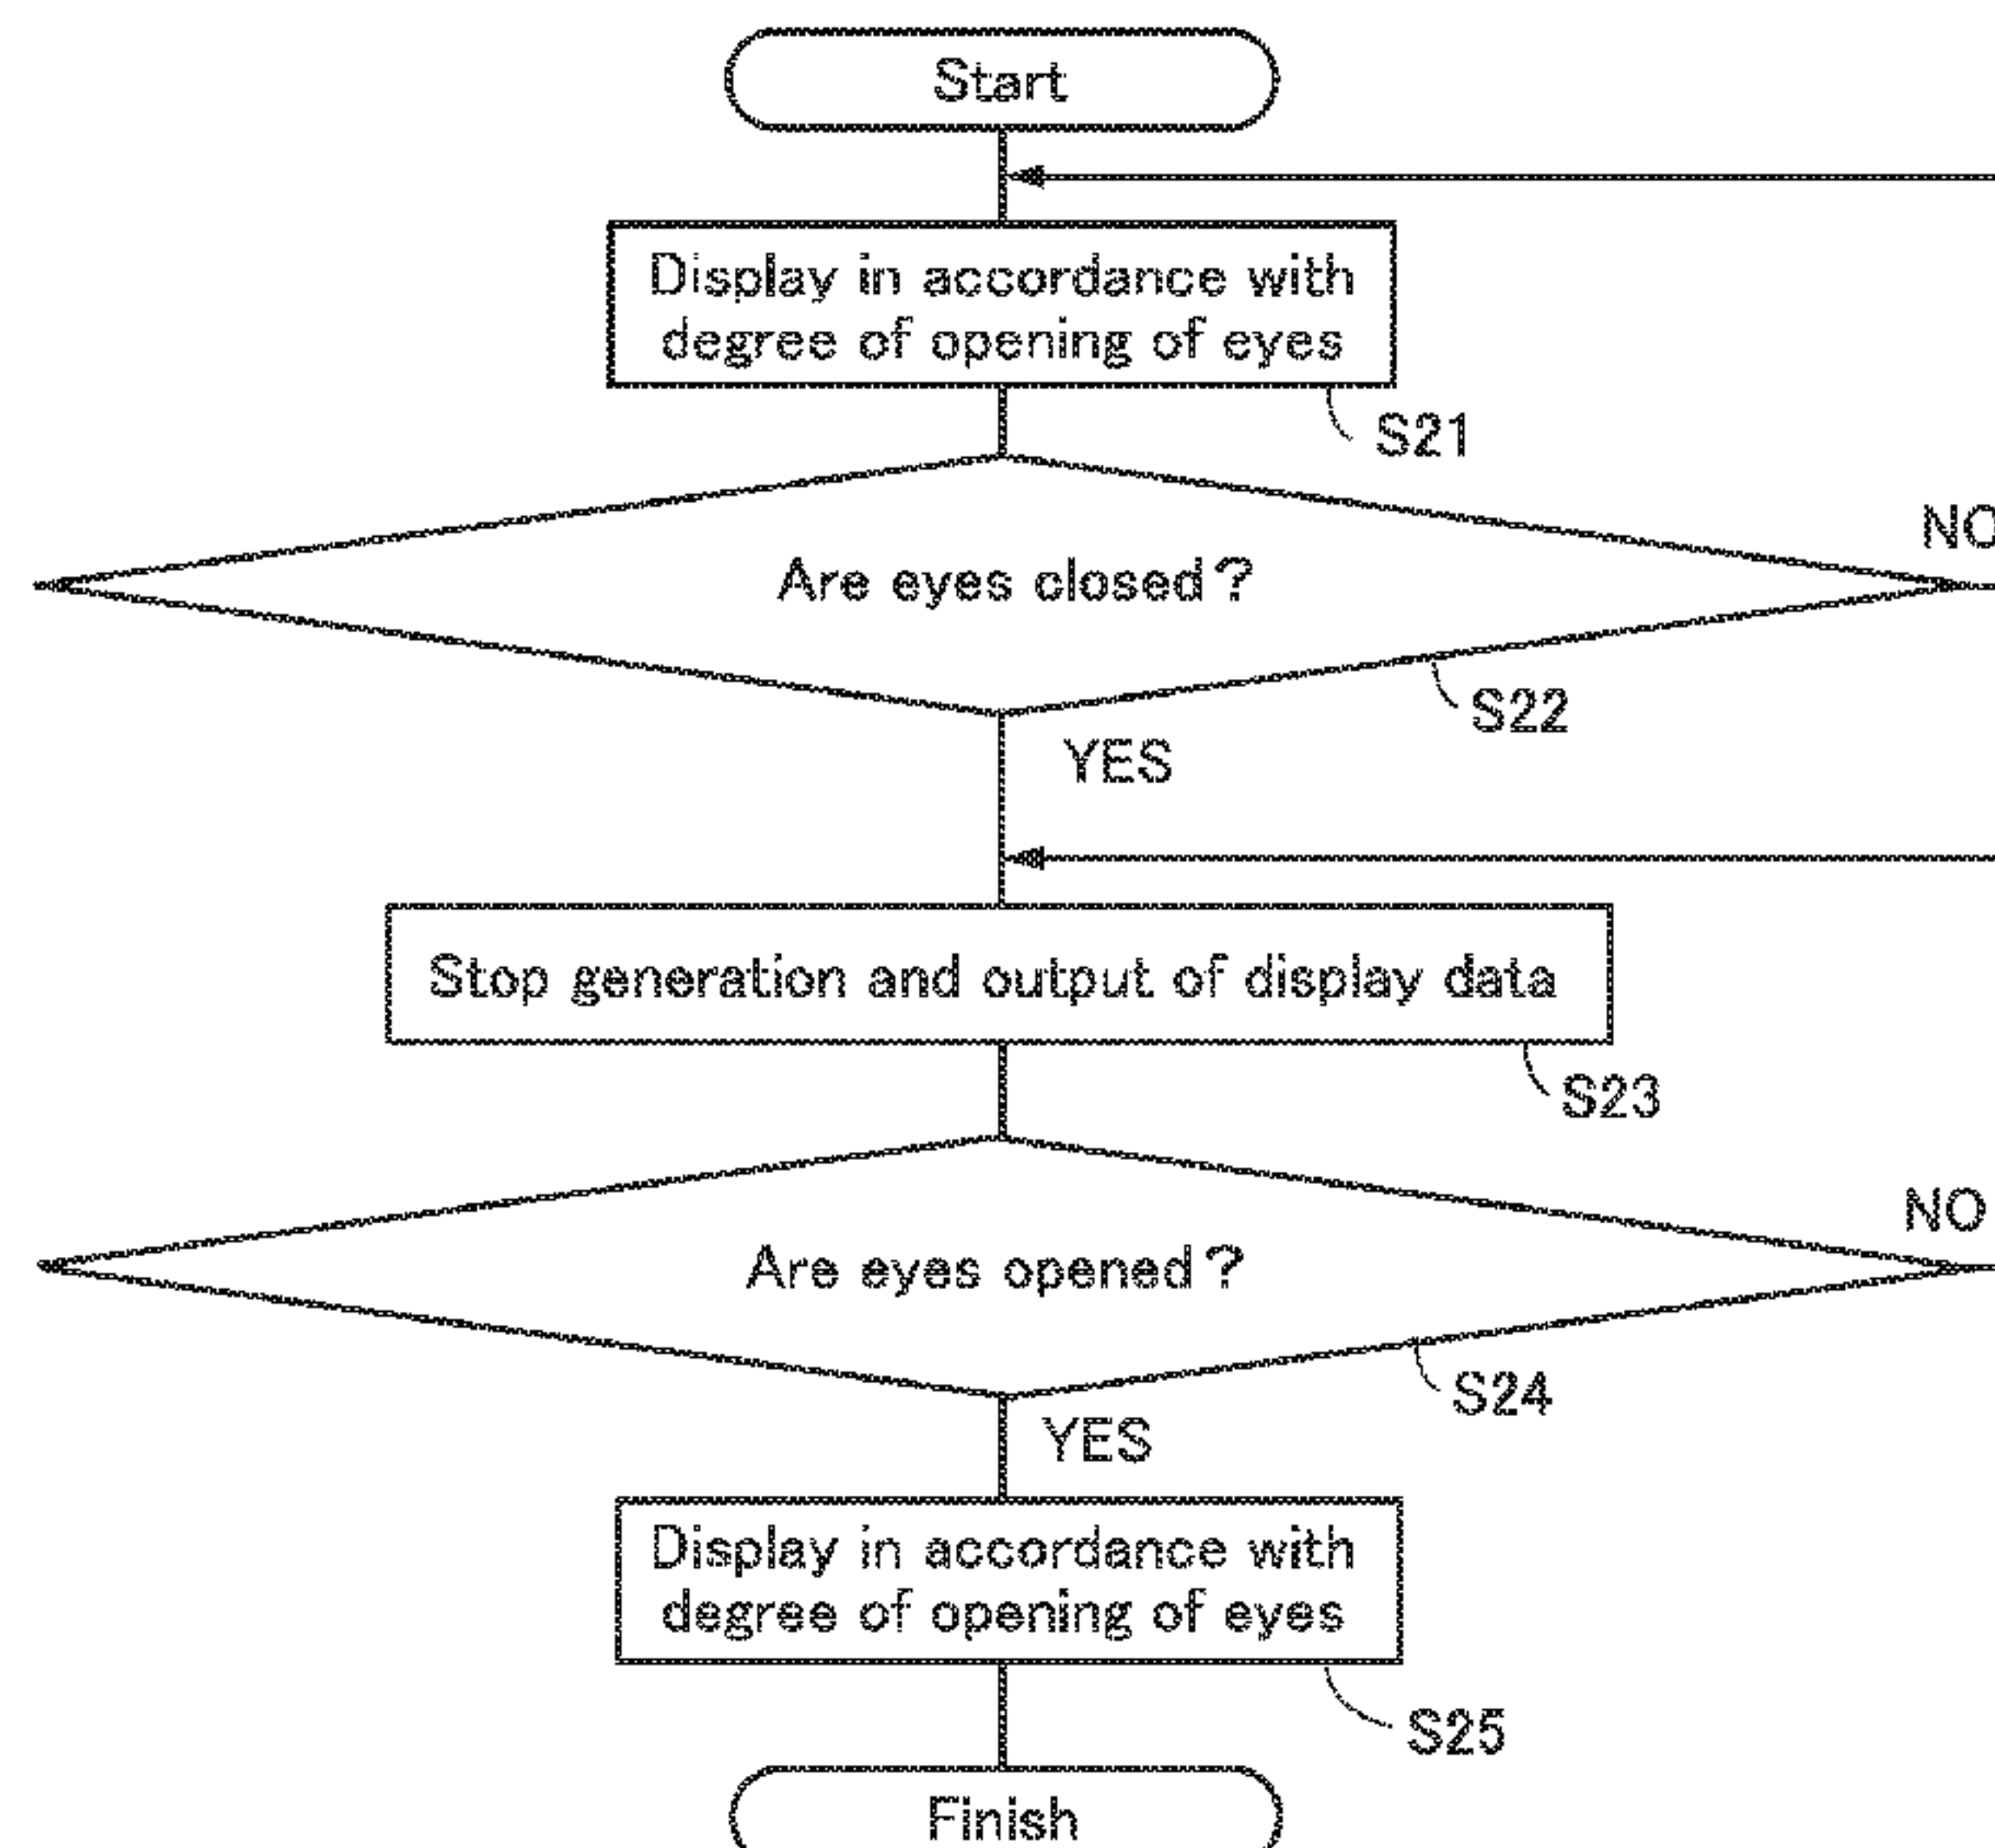 Start
Display in accordance with
degree of opening of eyes
S21
NO
Are eyes closed?
S22
YES
Stop generation and output of display data
S23
NO
Are eyes opened?
S24
YES
Display in accordance with
degree of opening of eyes
S25
Finish